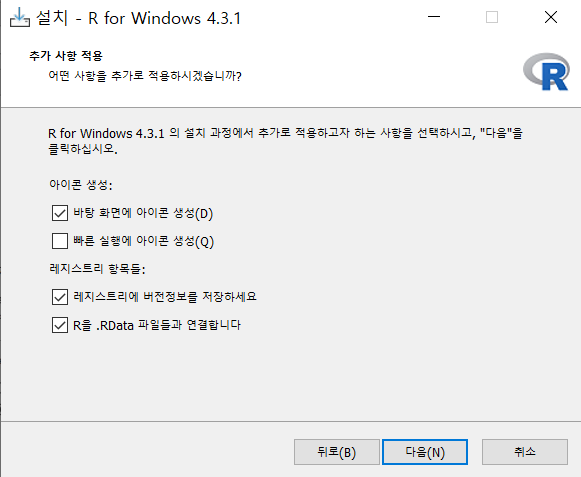 설치 - R for Windows 4.3.1
추가 사항 적용
어떤 사항을 추가로 적용하시겠습니까?
R
R for Windows 4.3.1 의 설치 과정에서 추가로 적용하고자 하는 사항을 선택하시고, "다음"을
클릭하십시오.
아이콘 생성:
바탕 화면에 아이콘 생성(D)
빠른 실행에 아이콘 생성(Q)
레지스트리 항목들:
레지스트리에 버전정보를 저장하세요
R을 .RData 파일들과 연결합니다
뒤로(B) 다음(N) 취소